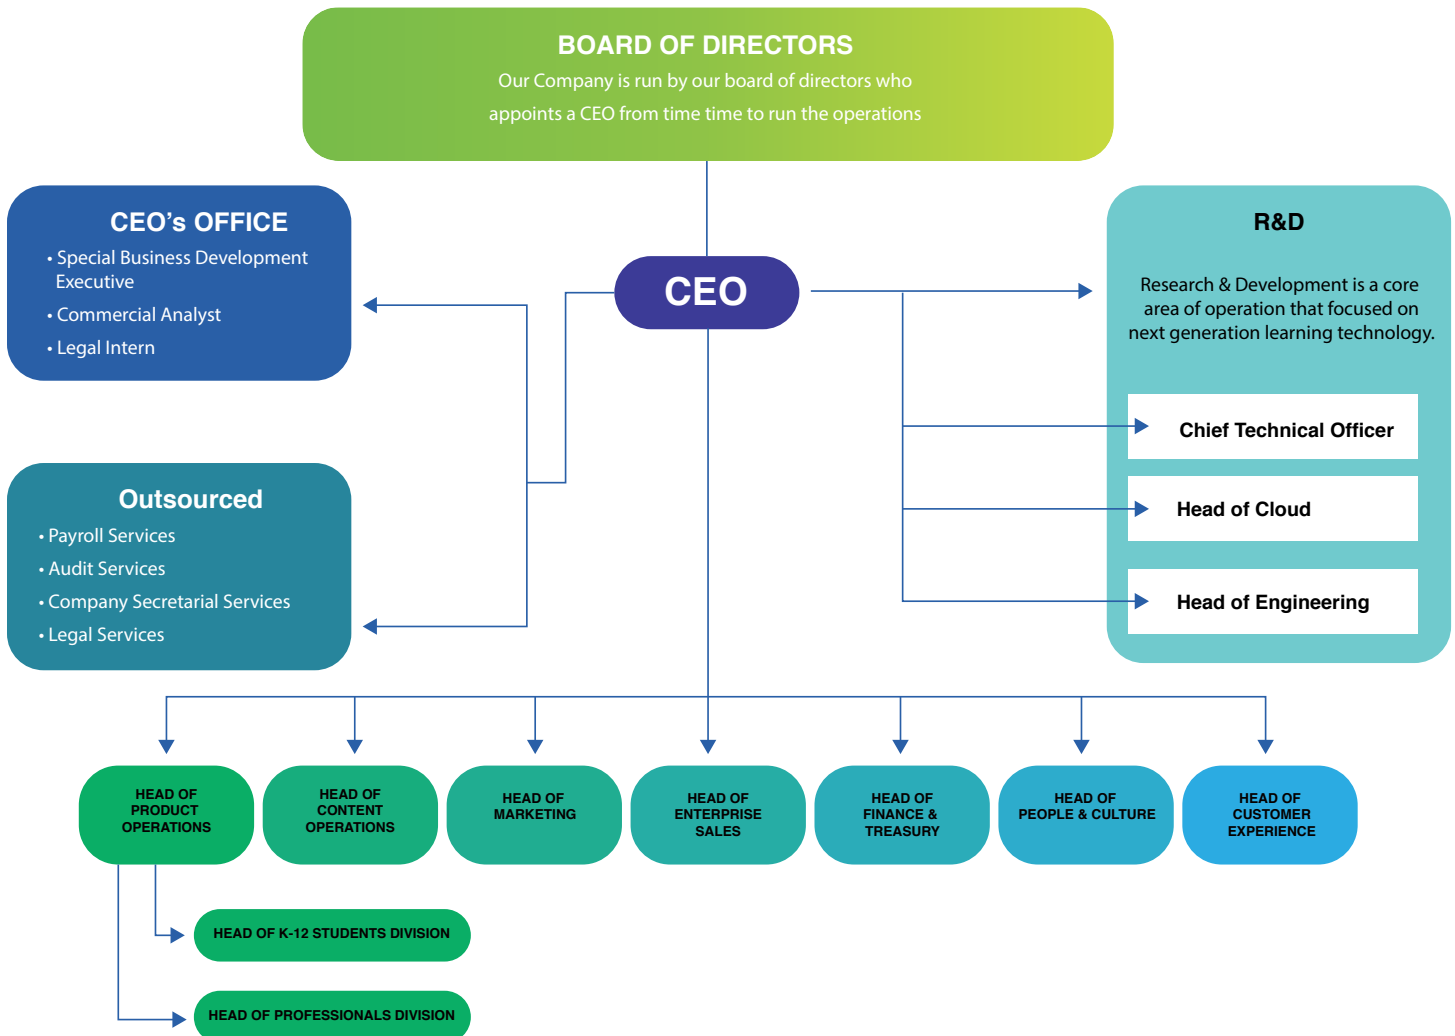 BOARD OF DIRECTORS
Our Company is run by our board of directors who
appoints a CEO from time time to run the operations
CEO's OFFICE
• Special Business Development
Executive
• Commercial Analyst
• Legal Intern
CEO
R&D
Research & Development is a core
area of operation that focused on
next generation learning technology.
Chief Technical Officer
Head of Cloud
Head of Engineering
Outsourced
• Payroll Services
• Audit Services
• Company Secretarial Services
• Legal Services
HEAD OF
PRODUCT
OPERATIONS
HEAD OF
CONTENT
OPERATIONS
HEAD OF
MARKETING
HEAD OF
ENTERPRISE
SALES
HEAD OF
FINANCE &
TREASURY
HEAD OF
PEOPLE & CULTURE
HEAD OF
CUSTOMER
EXPERIENCE
HEAD OF K-12 STUDENTS DIVISION
HEAD OF PROFESSIONALS DIVISION